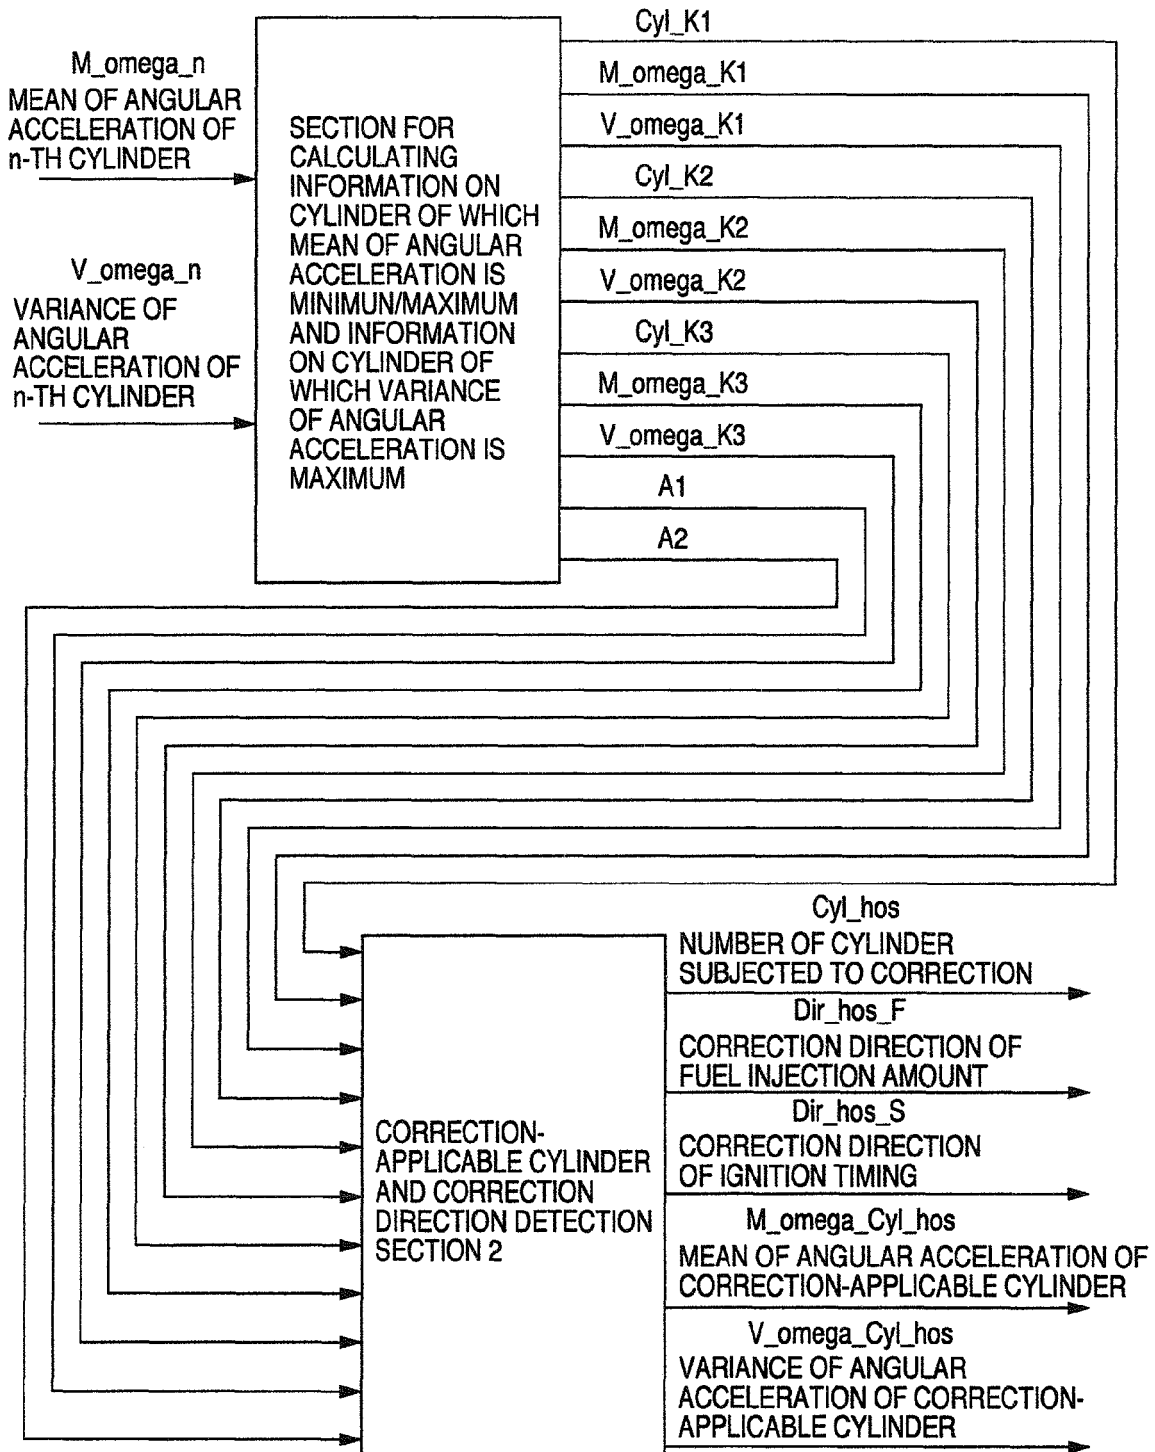 M_omega_n
MEAN OF ANGULAR
ACCELERATION OF
n-TH CYLINDER
V_omega_n
VARIANCE OF
ANGULAR
ACCELERATION OF
n-TH CYLINDER
SECTION FOR
CALCULATING
INFORMATION ON
CYLINDER OF WHICH
MEAN OF ANGULAR
ACCELERATION IS
MINIMUN/MAXIMUM
AND INFORMATION
ON CYLINDER OF
WHICH VARIANCE
OF ANGULAR
ACCELERATION IS
MAXIMUM
Cyl_K1
M_omega_K1
V_omega_K1
Cyl_K2
M_omega_K2
V_omega_K2
Cyl_K3
M_omega_K3
V_omega_K3
A1
A2
CORRECTION-
APPLICABLE CYLINDER
AND CORRECTION
DIRECTION DETECTION
SECTION 2
Cyl_hos
NUMBER OF CYLINDER
SUBJECTED TO CORRECTION
Dir_hos_F
CORRECTION DIRECTION OF
FUEL INJECTION AMOUNT
Dir_hos_S
CORRECTION DIRECTION
OF IGNITION TIMING
M_omega_Cyl_hos
MEAN OF ANGULAR ACCELERATION OF
CORRECTION-APPLICABLE CYLINDER
V_omega_Cyl_hos
VARIANCE OF ANGULAR
ACCELERATION OF CORRECTION-
APPLICABLE CYLINDER